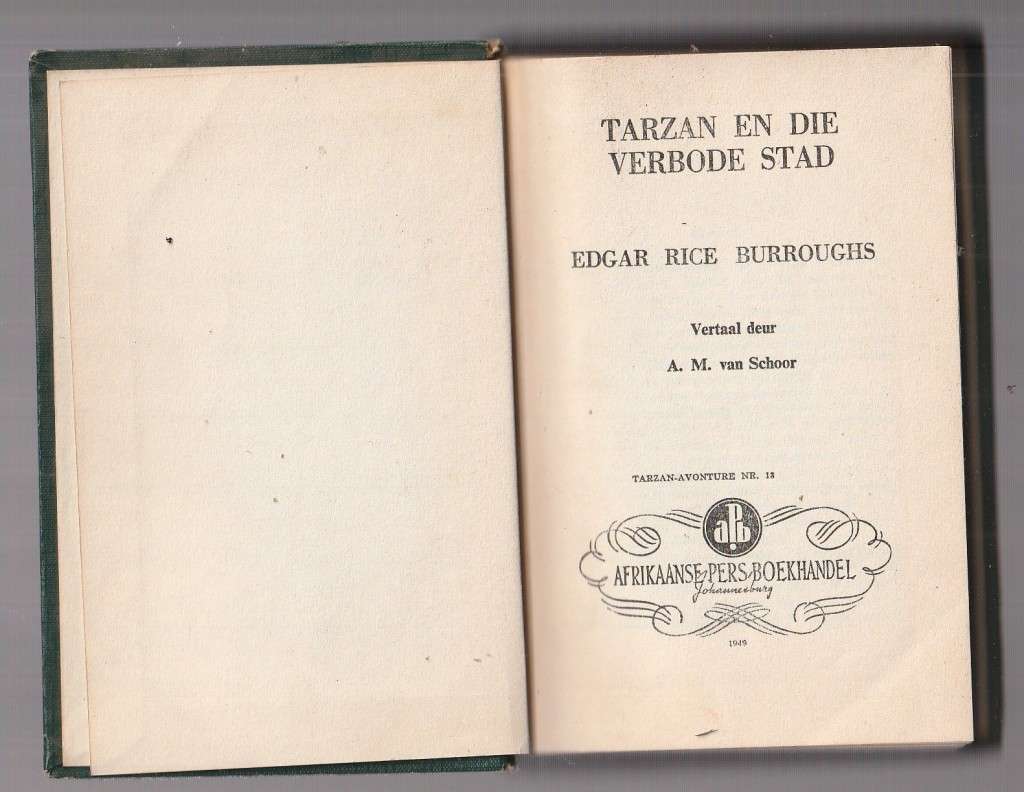 TARZAN EN DIE
VERBODE STAD
EDGAR RICE BURROUGHS
Vertaal deur
A. M. van Schoor
TARZAN-AVONTURE NR. 13
apb
AFRIKAANSE PERS BOEKHANDEL
Johannesburg
1949